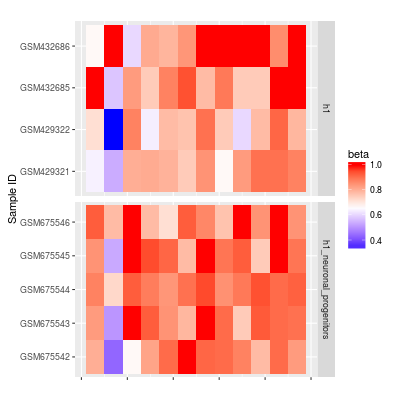 GSM432686
GSM432685
GSM429322
GSM429321
GSM675546
GSM675545
GSM675544
GSM675543
GSM675542
Sample ID
h1
h1_neuronal_progenitors
beta
1.0
0.8
0.6
0.4